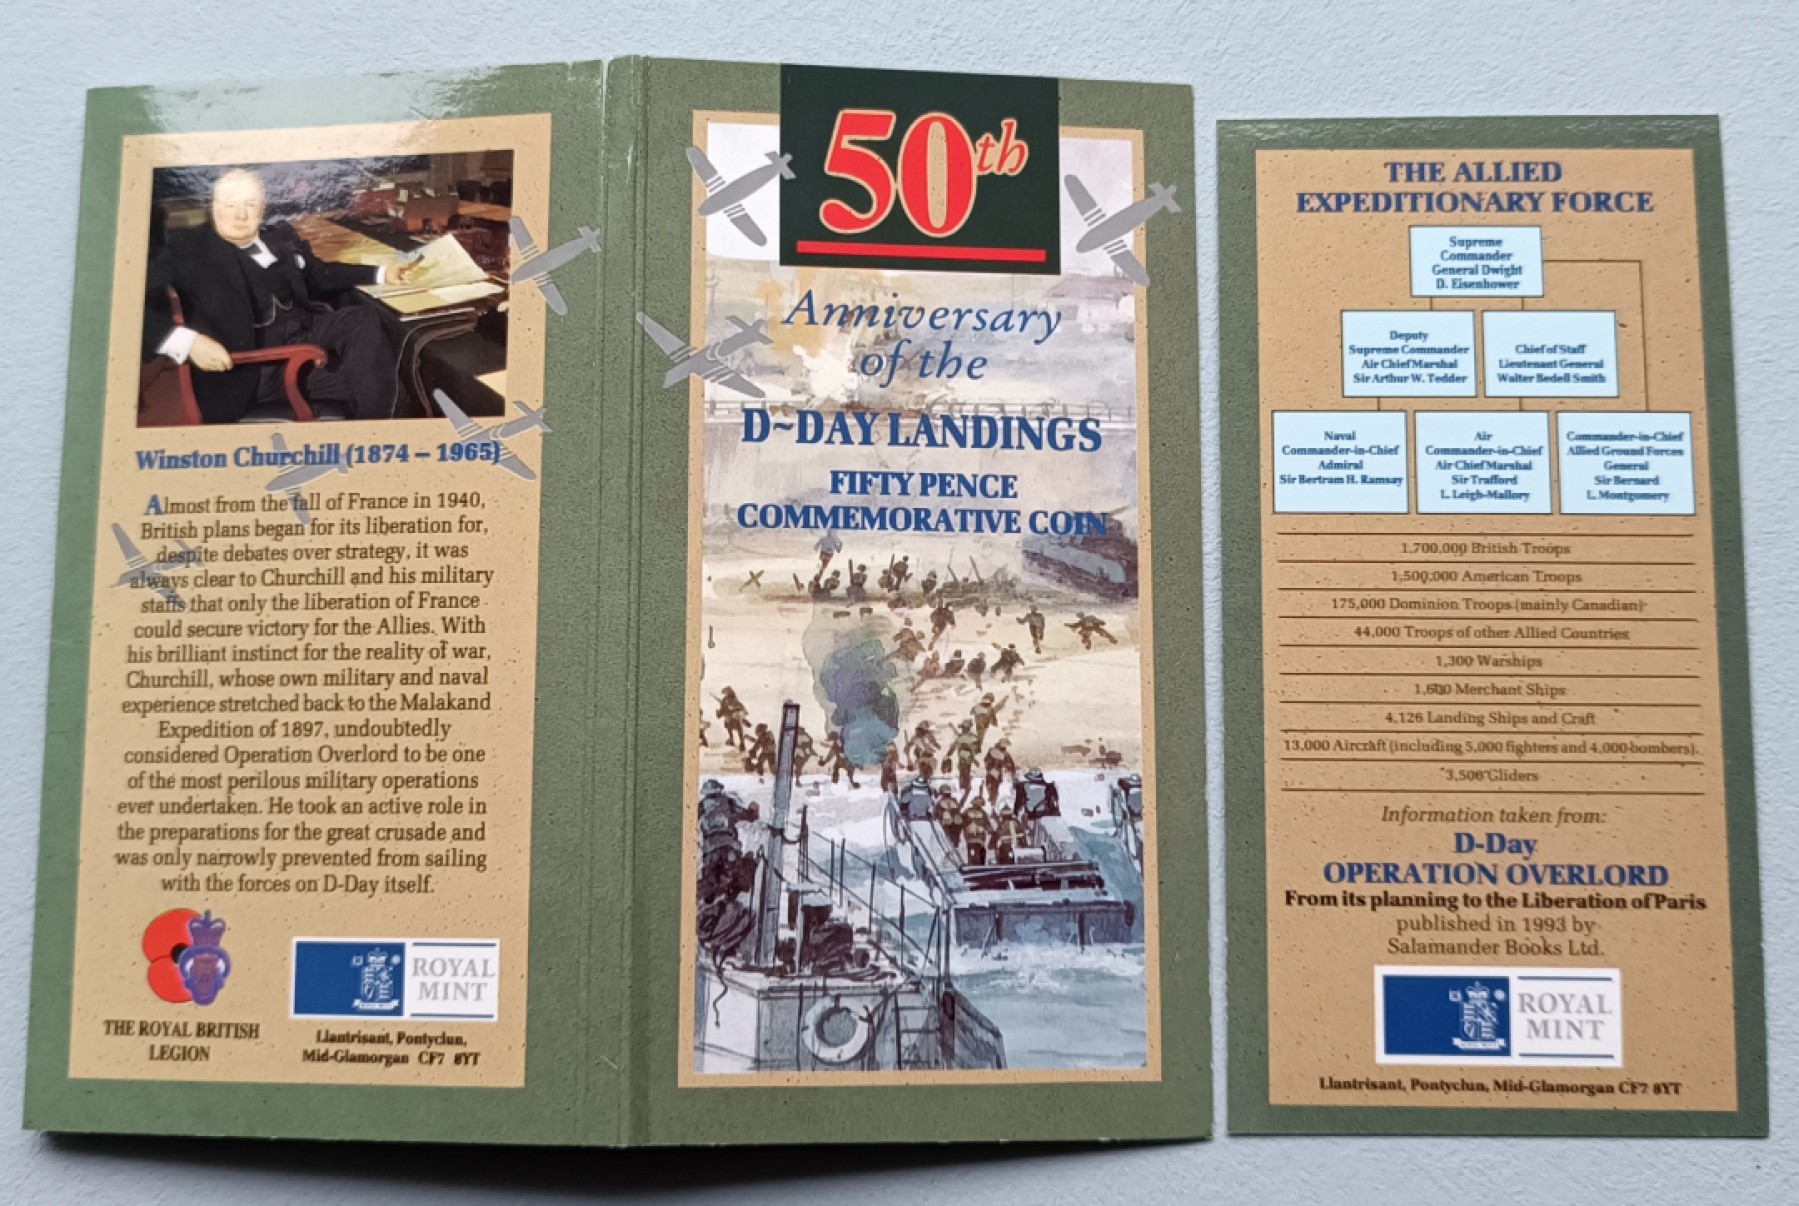 Winston Churchill (1874 – 1965)
Almost from the fall of France in 1940,
British plans began for its liberation for,
despite debates over strategy, it was
always clear to Churchill and his military
staffs that only the liberation of France
could secure victory for the Allies. With
his brilliant instinct for the reality of war,
Churchill, whose own military and naval
experience stretched back to the Malakand
Expedition of 1897, undoubtedly
considered Operation Overlord to be one
of the most perilous military operations
ever undertaken. He took an active role in
the preparations for the great crusade and
was only narrowly prevented from sailing
with the forces on D-Day itself.
THE ROYAL BRITISH
LEGION
ROYAL
MINT
Llantrisant, Pontyclun,
Mid-Glamorgan CF7 8YT
50th
Anniversary
of the
D~DAY LANDINGS
FIFTY PENCE
COMMEMORATIVE COIN
THE ALLIED
EXPEDITIONARY FORCE
Supreme
Commander
General Dwight
D. Eisenhower
Deputy
Supreme Commander
Air Chief Marshal
Sir Arthur W. Tedder
Chief of Staff
Lieutenant General
Walter Bedell Smith
Naval
Commander-in-Chief
Admiral
Sir Bertram H. Ramsay
Air
Commander-in-Chief
Air Chief Marshal
Sir Trafford
L. Leigh-Mallory
Commander-in-Chief
Allied Ground Forces
General
Sir Bernard
L. Montgomery
1,700,000 British Troops
1,500,000 American Troops
175,000 Dominion Troops (mainly Canadian)
44,000 Troops of other Allied Countries
1,300 Warships
1,600 Merchant Ships
4,126 Landing Ships and Craft
13,000 Aircraft (including 5,000 fighters and 4,000 bombers).
3,500 Gliders
Information taken from:
D-Day
OPERATION OVERLORD
From its planning to the Liberation of Paris
published in 1993 by
Salamander Books Ltd.
ROYAL
MINT
Llantrisant, Pontyclun, Mid-Glamorgan CF7 8YT